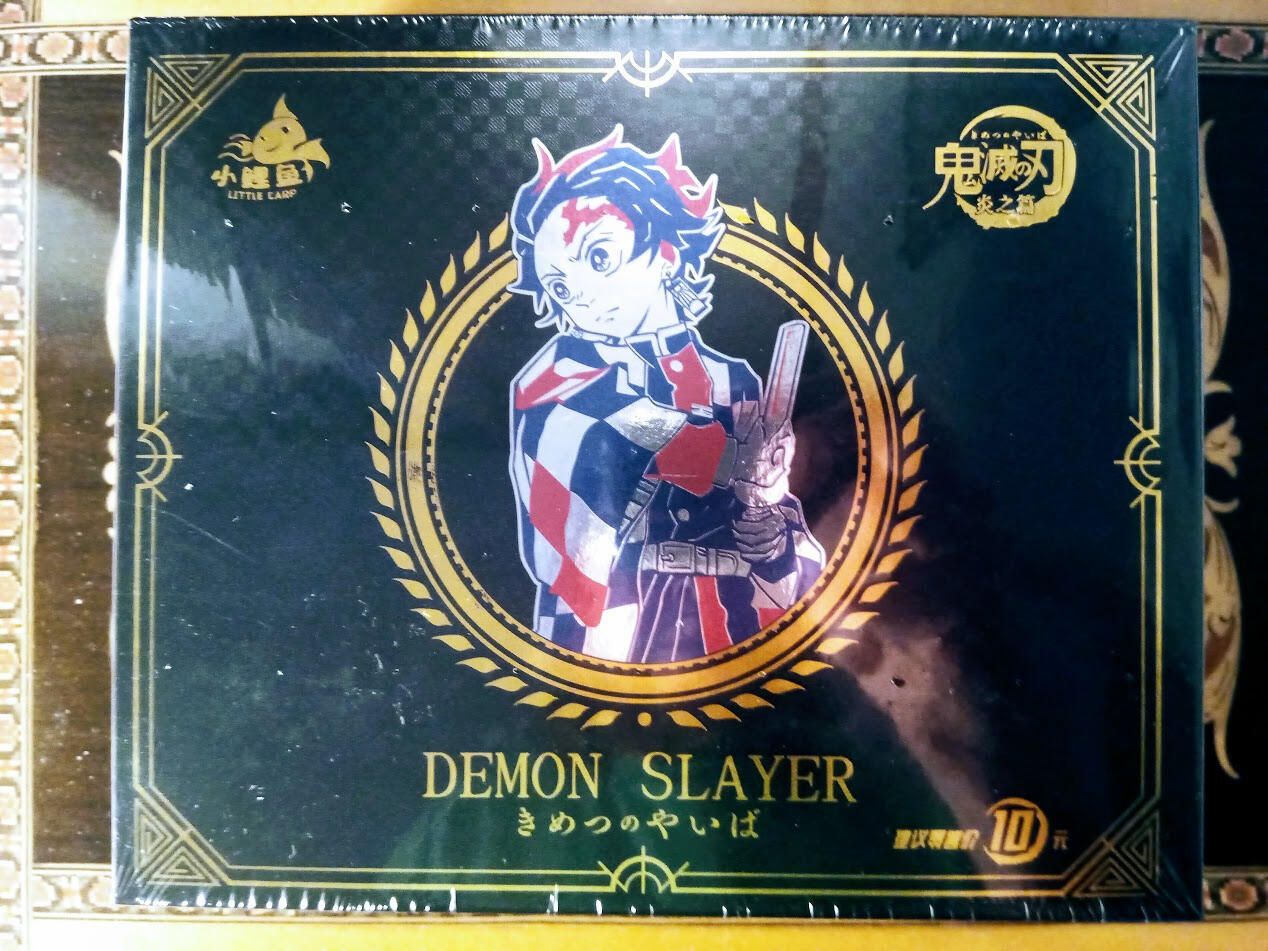 小鲤鱼
LITTLE CARP
きめつのやいば
鬼滅の刃
炎之篇
DEMON SLAYER
きめつのやいば
建议零售价 10 元